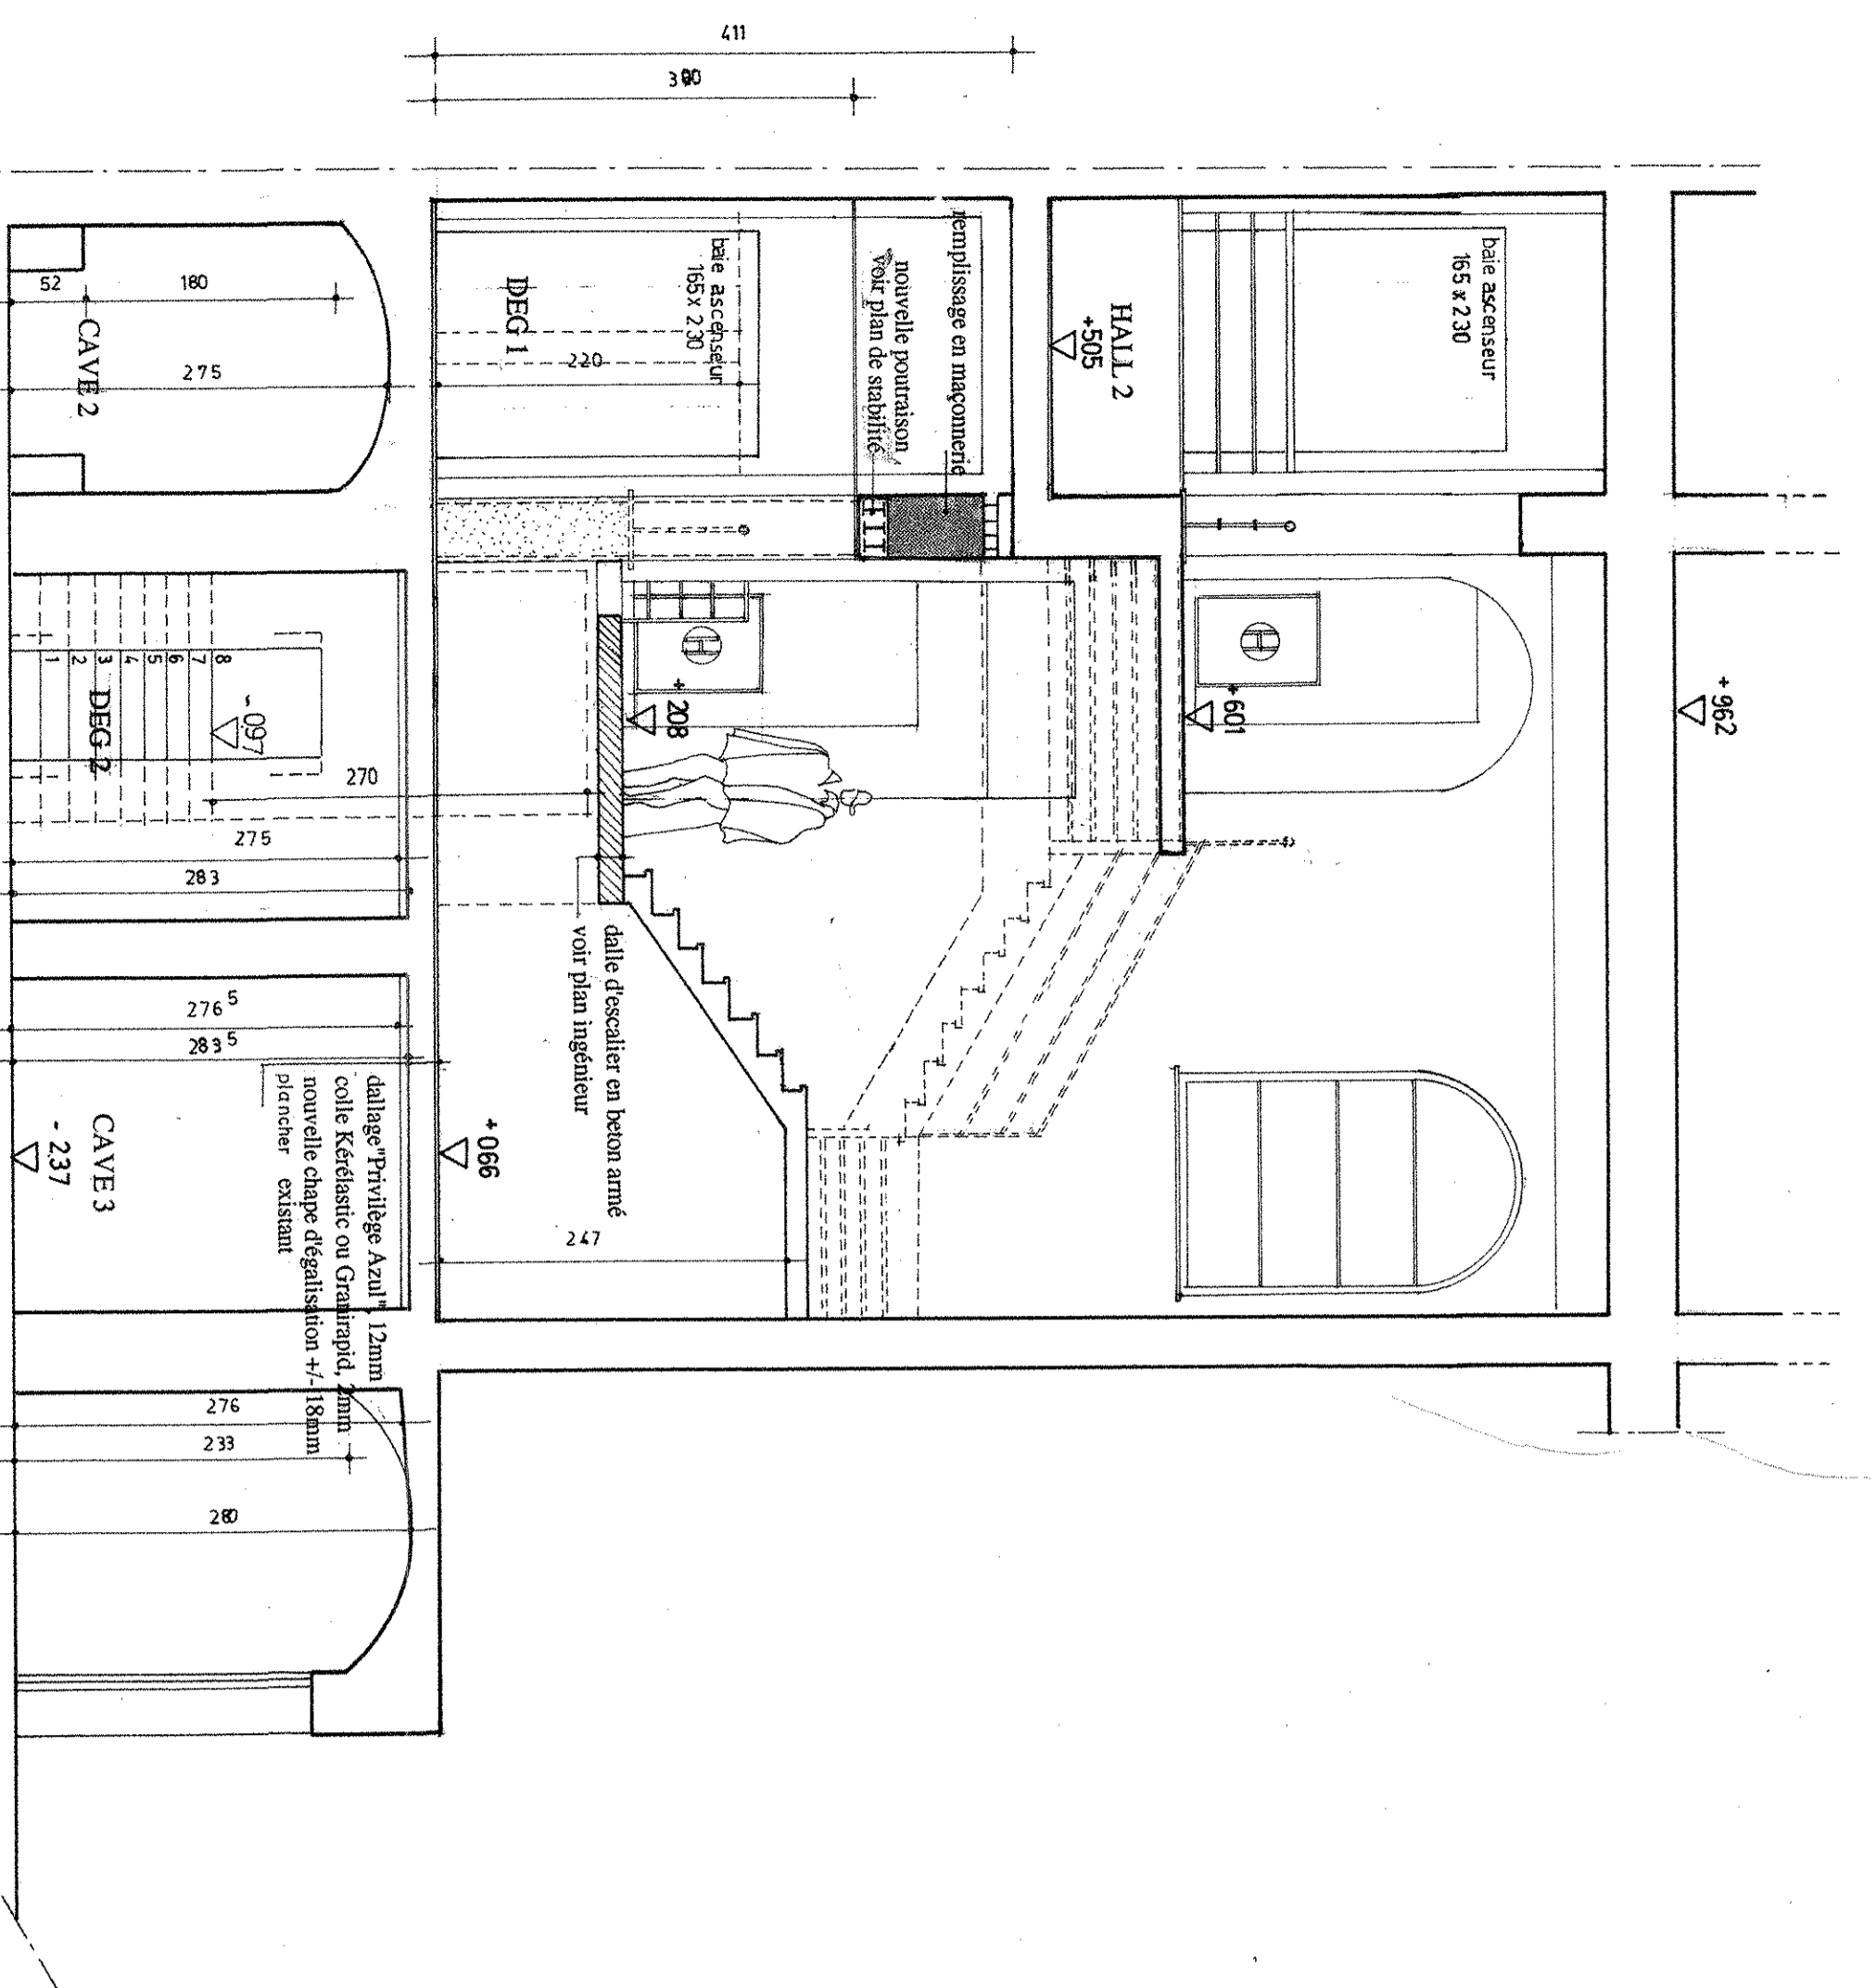 411
300
baie ascenseur
165 x 230
HALL 2
+505
+962
+601
remplissage en maçonnerie
nouvelle poutraison
voir plan de stabilité
baie ascenseur
165 x 230
DEG 1
220
+208
H
H
dalle d'escalier en beton armé
voir plan ingénieur
+066
247
52
180
275
CAVE 2
1
2
3
4
5
6
7
8
DEG 2
-097
270
275
283
276 5
283 5
dallage "Privilège Azul", 12mm
colle Kérélastic ou Granirapid, 2mm
nouvelle chape d'égalisation +/- 18mm
plancher existant
CAVE 3
- 237
276
233
280